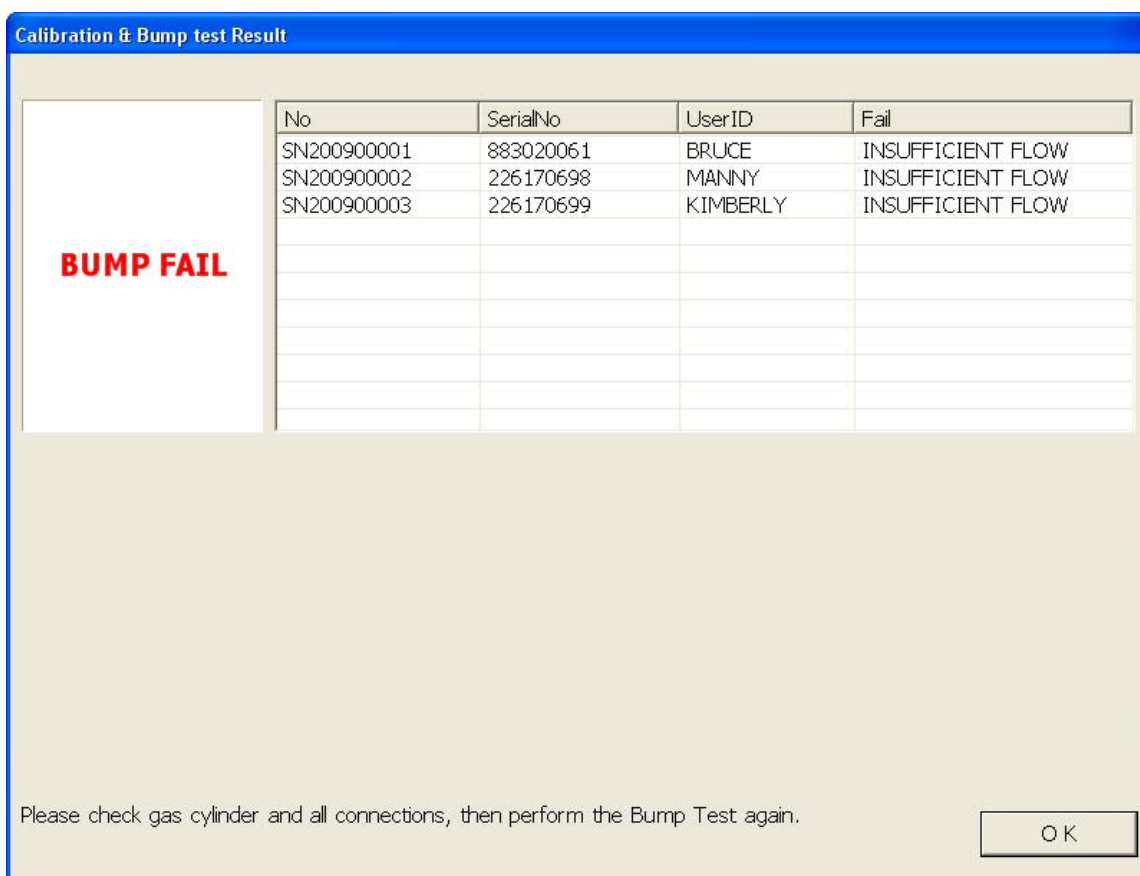 Calibration & Bump test Result
No SerialNo UserID Fail
SN200900001 883020061 BRUCE INSUFFICIENT FLOW
SN200900002 226170698 MANNY INSUFFICIENT FLOW
SN200900003 226170699 KIMBERLY INSUFFICIENT FLOW
BUMP FAIL
Please check gas cylinder and all connections, then perform the Bump Test again.
O K